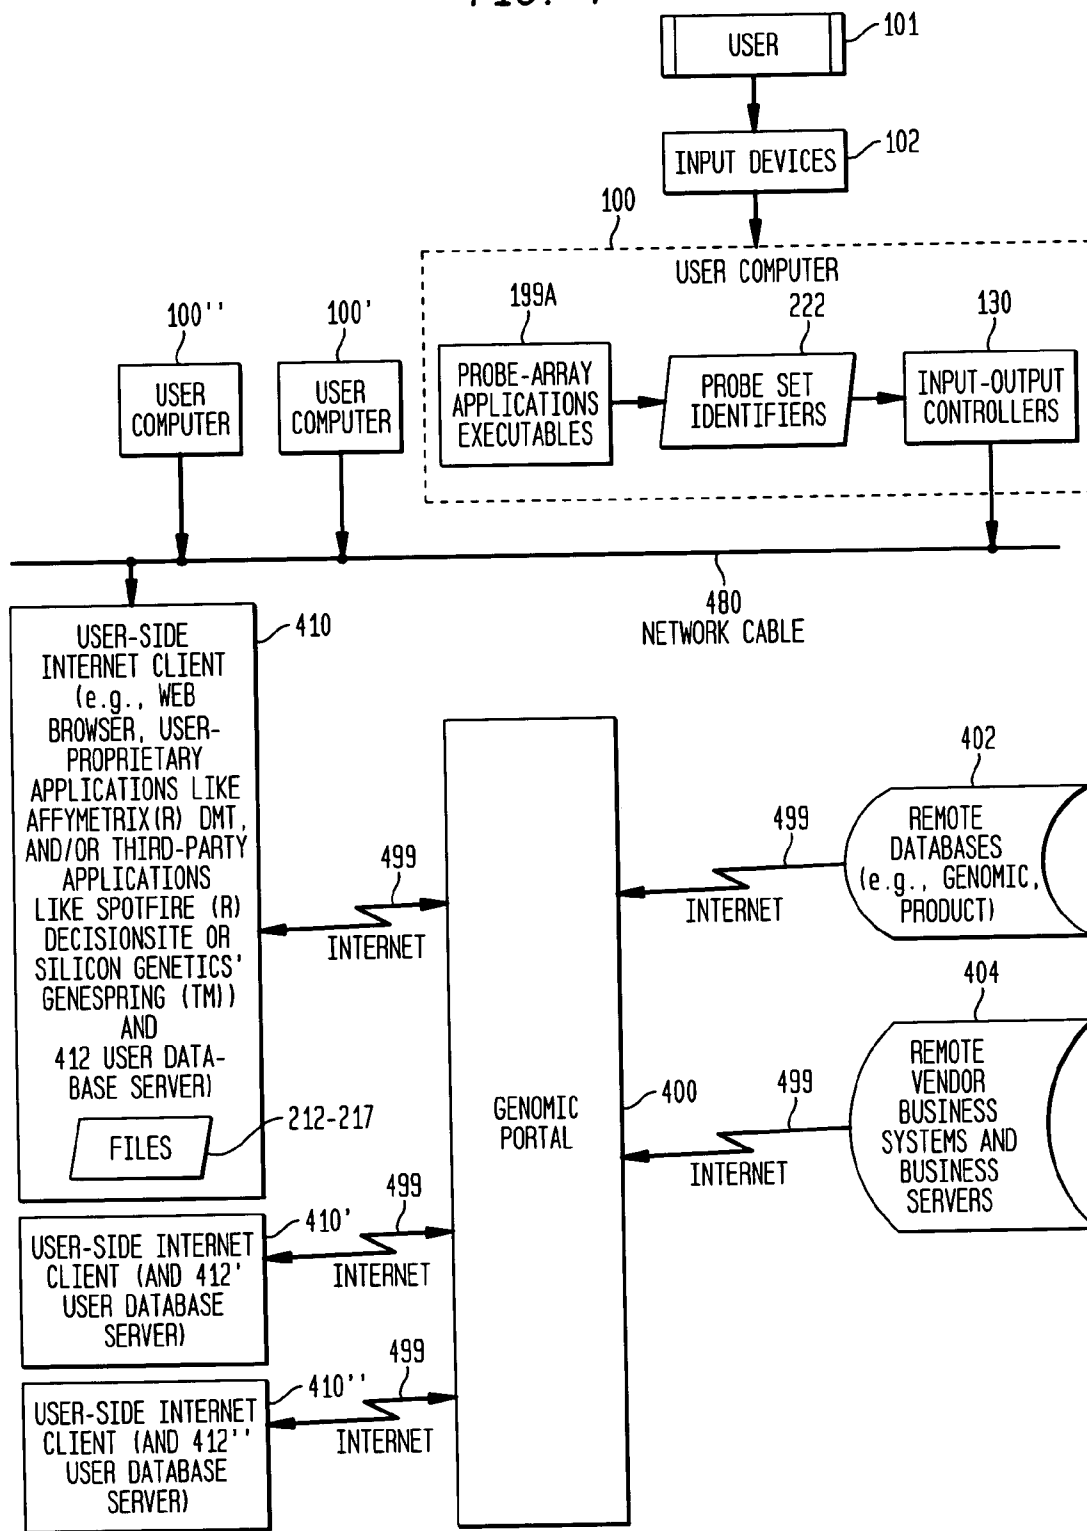 USER
101
INPUT DEVICES
102
100
USER COMPUTER
100''
100'
199A
222
130
USER
COMPUTER
USER
COMPUTER
PROBE-ARRAY
APPLICATIONS
EXECUTABLES
PROBE SET
IDENTIFIERS
INPUT-OUTPUT
CONTROLLERS
480
NETWORK CABLE
410
USER-SIDE
INTERNET CLIENT
(e.g., WEB
BROWSER, USER-
PROPRIETARY
APPLICATIONS LIKE
AFFYMETRIX(R) DMT,
AND/OR THIRD-PARTY
APPLICATIONS
LIKE SPOTFIRE (R)
DECISIONSITE OR
SILICON GENETICS'
GENESPRING (TM))
AND
412 USER DATA-
BASE SERVER)
FILES
212-217
499
INTERNET
GENOMIC
PORTAL
400
402
REMOTE
DATABASES
(e.g., GENOMIC,
PRODUCT)
499
INTERNET
404
REMOTE
VENDOR
BUSINESS
SYSTEMS AND
BUSINESS
SERVERS
499
INTERNET
410'
USER-SIDE INTERNET
CLIENT (AND 412'
USER DATABASE
SERVER)
499
INTERNET
410''
USER-SIDE INTERNET
CLIENT (AND 412''
USER DATABASE
SERVER)
499
INTERNET